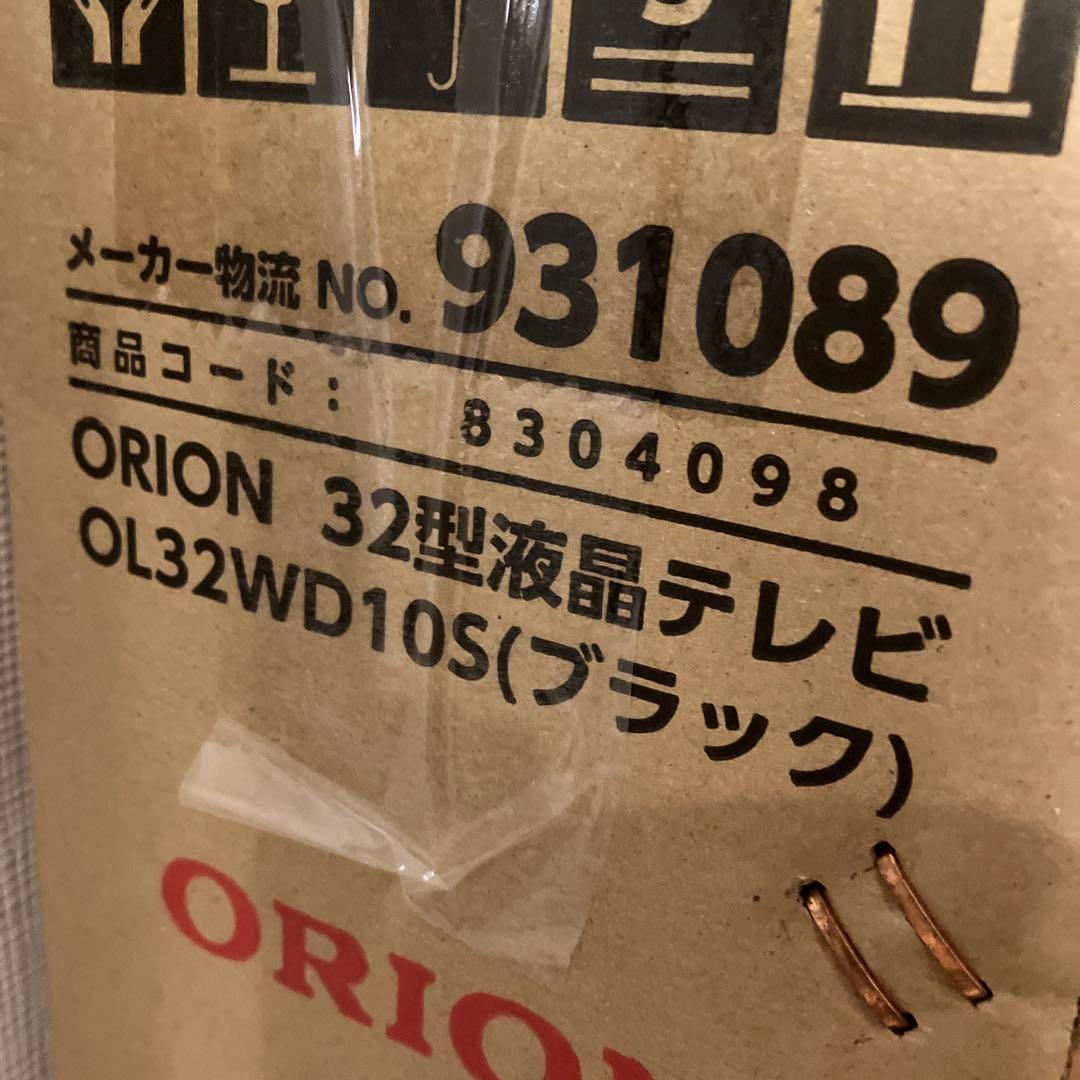 メーカー物流 NO. 931089
商品コード: 8304098
ORION 32型液晶テレビ
OL32WD10S(ブラック)
ORION